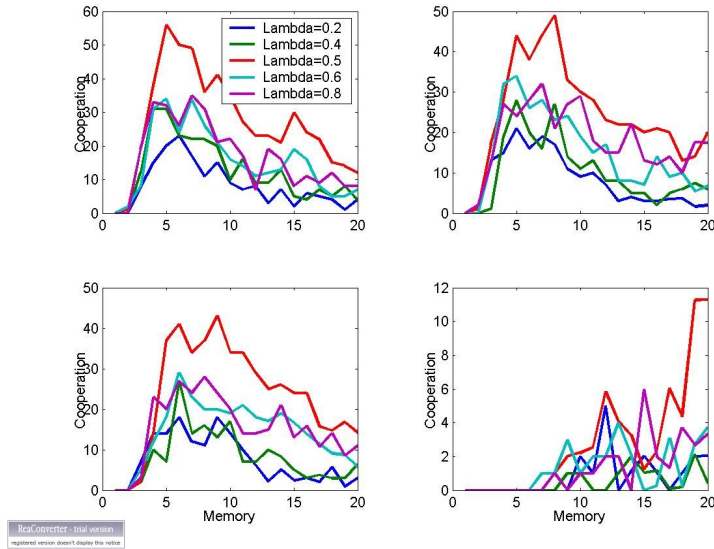 60
50
40
30
20
10
0
Cooperation
0 5 10 15 20
Lambda=0.2
Lambda=0.4
Lambda=0.5
Lambda=0.6
Lambda=0.8
50
40
30
20
10
0
Cooperation
0 5 10 15 20
50
40
30
20
10
0
Cooperation
0 5 10 15 20
Memory
12
10
8
6
4
2
0
Cooperation
0 5 10 15 20
Memory
ReaConverter - trial version
registered version doesn't display this notice